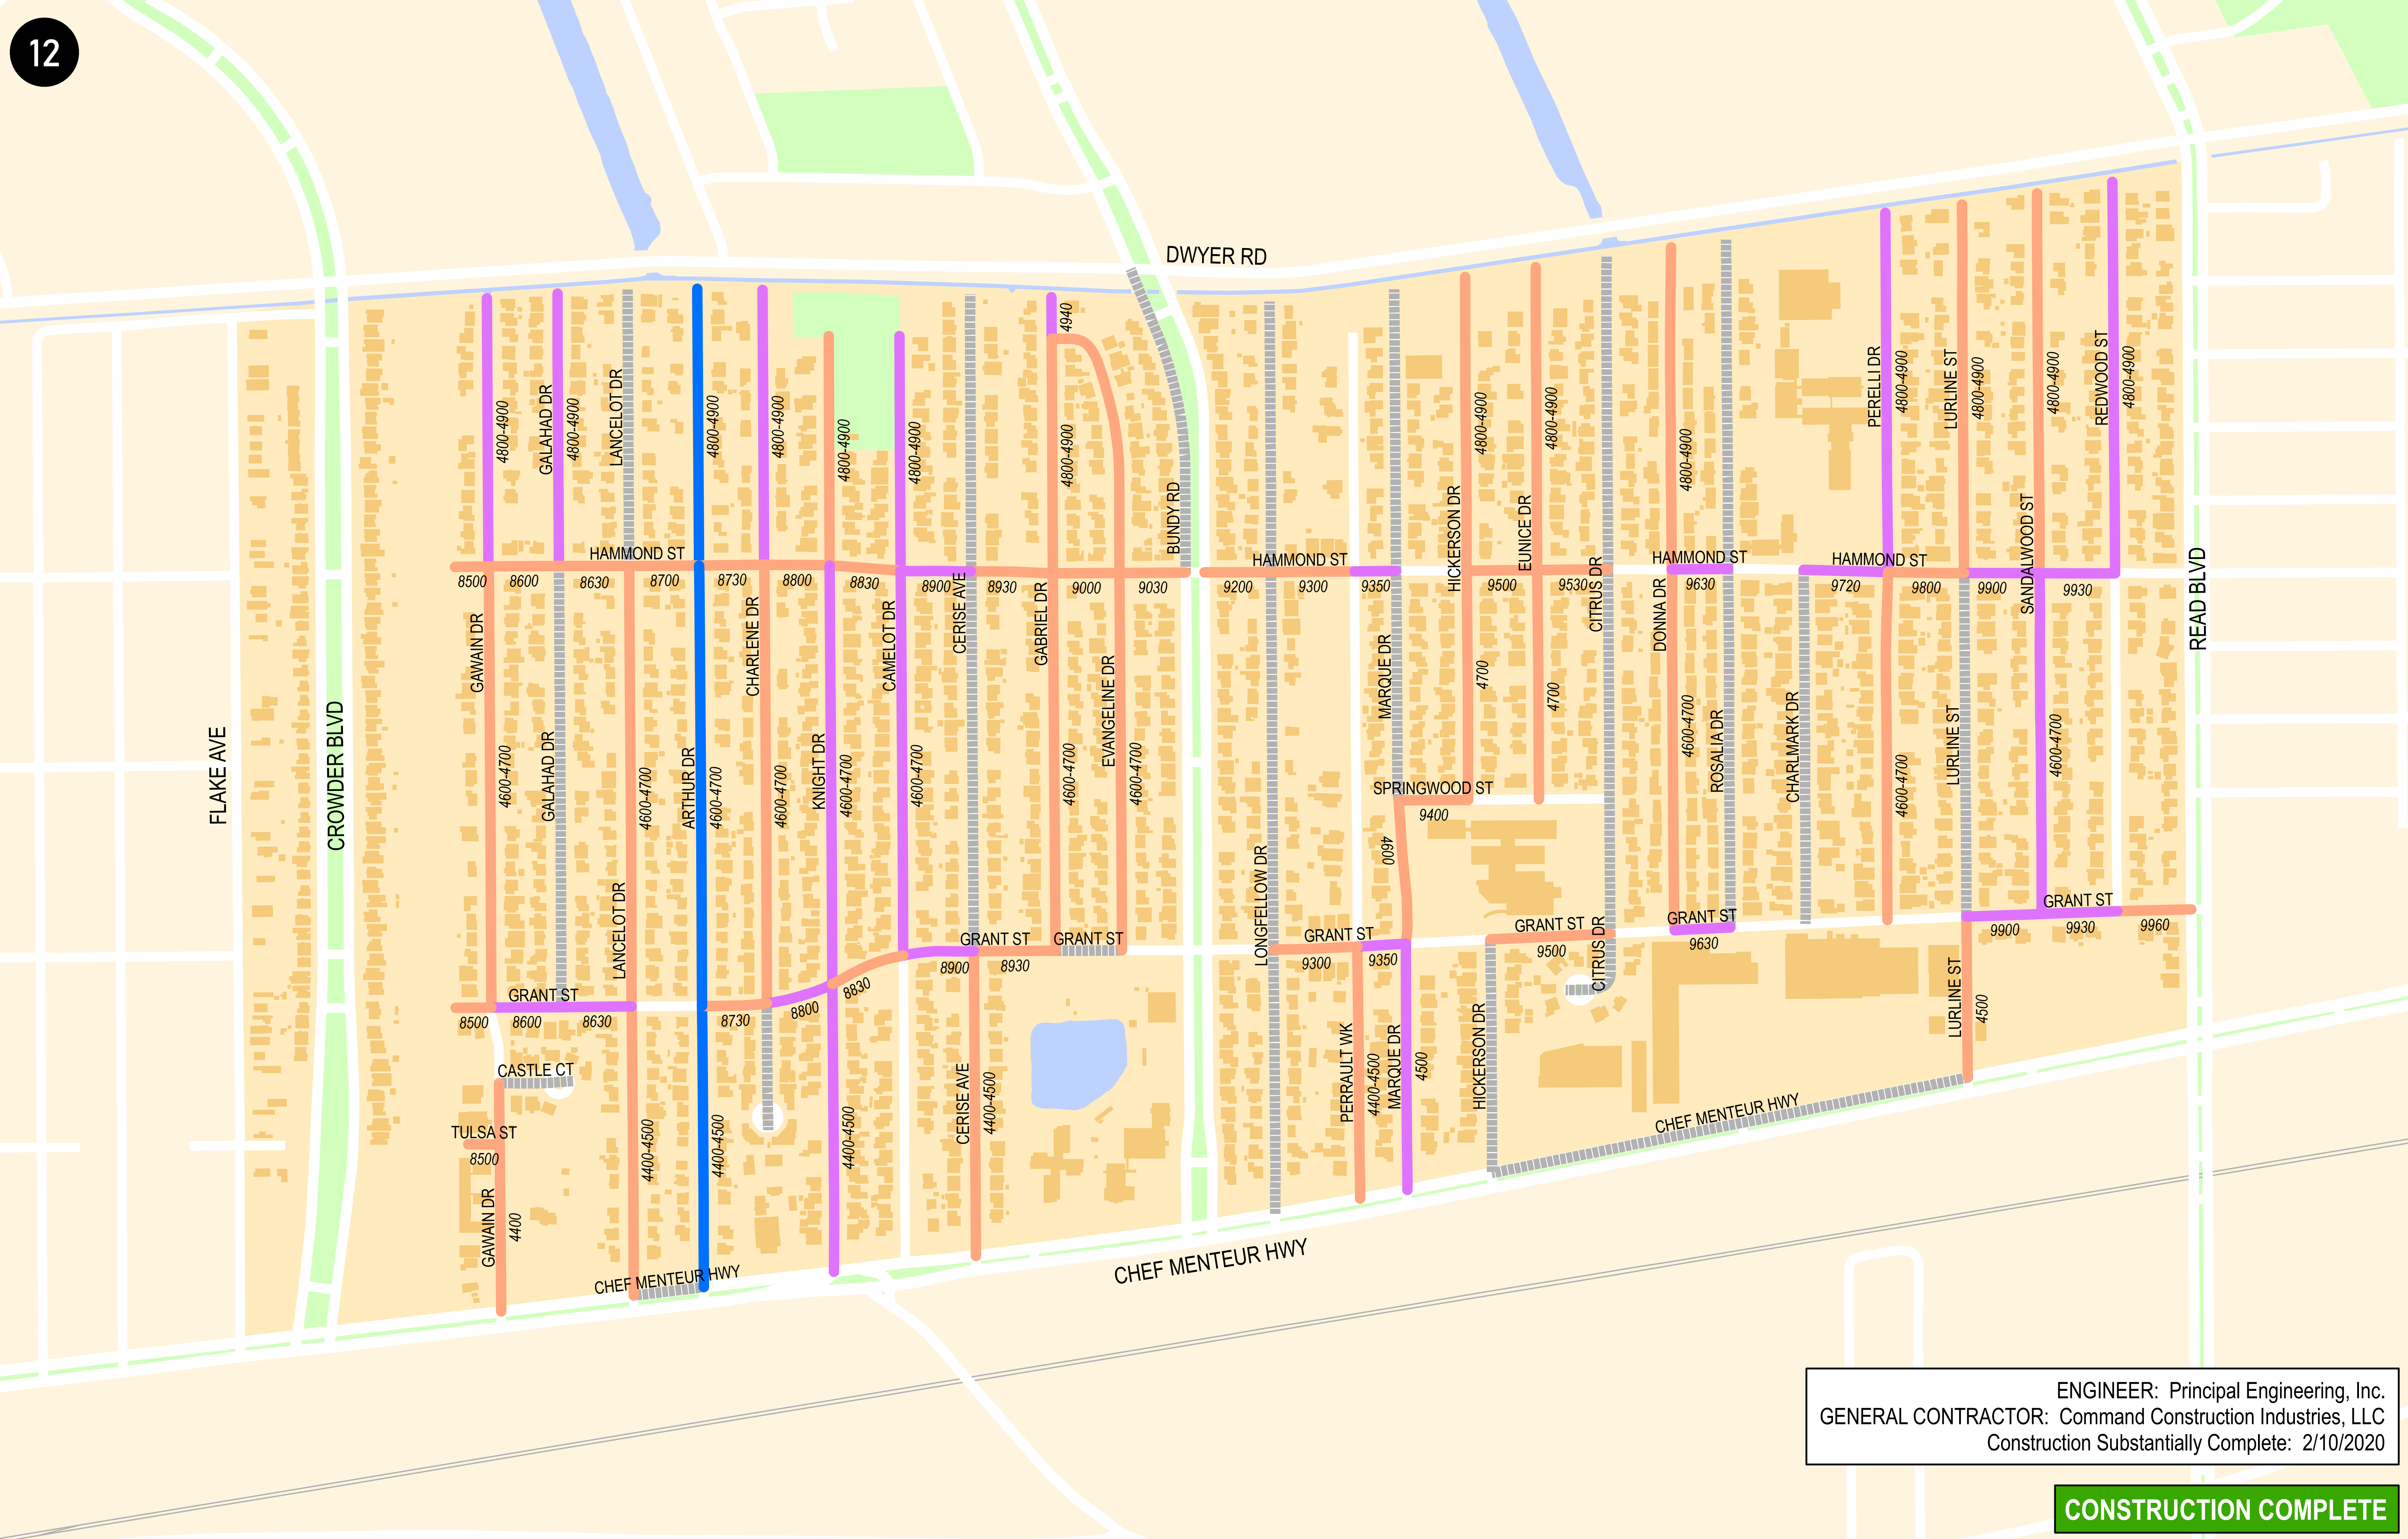 12
DWYER RD
4940
4800-4900
GALAHAD DR
4800-4900
LANCELOT DR
4800-4900
4800-4900
4800-4900
4800-4900
4800-4900
BUNDY RD
HICKERSON DR
4800-4900
EUNICE DR
4800-4900
4800-4900
PERELLI DR
4800-4900
LURLINE ST
4800-4900
SANDALWOOD ST
4800-4900
REDWOOD ST
4800-4900
READ BLVD
HAMMOND ST
HAMMOND ST
HAMMOND ST
HAMMOND ST
8500
8600
8630
8700
8730
8800
8830
8900
8930
9000
9030
9200
9300
9350
9500
9530
9630
9720
9800
9900
9930
FLAKE AVE
CROWDER BLVD
GAWAIN DR
4600-4700
GALAHAD DR
LANCELOT DR
4600-4700
ARTHUR DR
4600-4700
CHARLENE DR
4600-4700
KNIGHT DR
4600-4700
CAMELOT DR
4600-4700
CERISE AVE
GABRIEL DR
4600-4700
EVANGELINE DR
4600-4700
LONGFELLOW DR
MARQUE DR
4700
4700
CITRUS DR
DONNA DR
4600-4700
ROSALIA DR
CHARLMARK DR
4600-4700
LURLINE ST
4600-4700
SPRINGWOOD ST
9400
4600
GRANT ST
GRANT ST
GRANT ST
GRANT ST
GRANT ST
GRANT ST
GRANT ST
8500
8600
8630
8730
8800
8830
8900
8930
9300
9350
9500
9630
9900
9930
9960
CITRUS DR
CASTLE CT
TULSA ST
8500
GAWAIN DR
4400
4400-4500
4400-4500
4400-4500
CERISE AVE
4400-4500
PERRAULT WK
4400-4500
MARQUE DR
4500
HICKERSON DR
LURLINE ST
4500
CHEF MENTEUR HWY
CHEF MENTEUR HWY
CHEF MENTEUR HWY
ENGINEER: Principal Engineering, Inc.
GENERAL CONTRACTOR: Command Construction Industries, LLC
Construction Substantially Complete: 2/10/2020
CONSTRUCTION COMPLETE